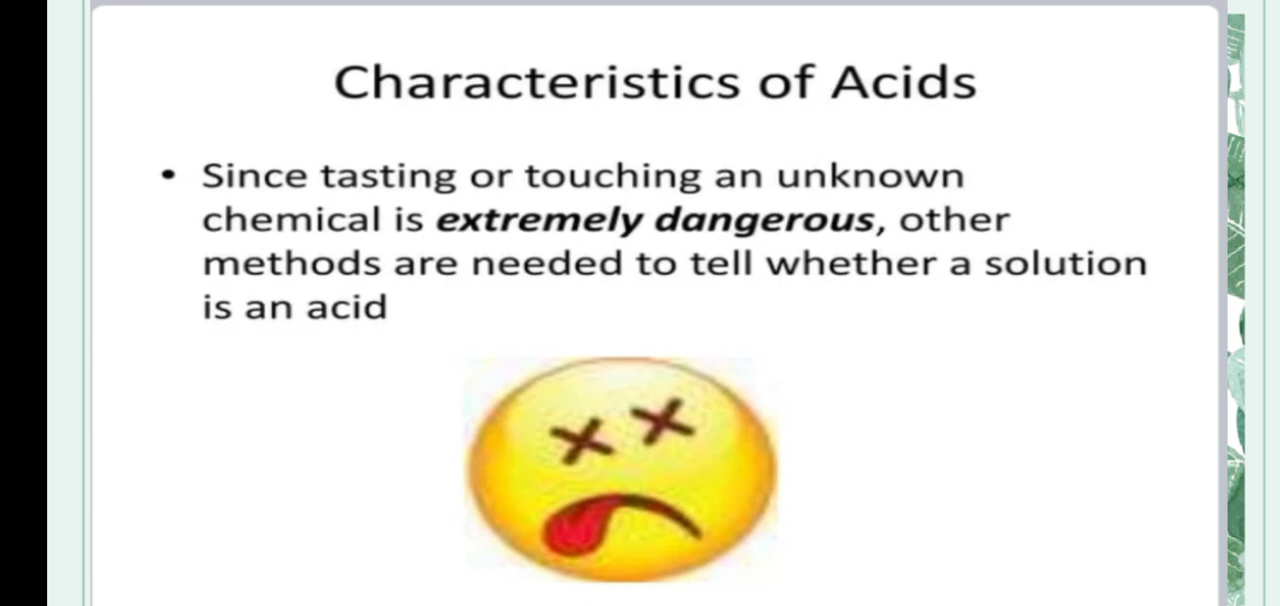 Characteristics of Acids
• Since tasting or touching an unknown
chemical is extremely dangerous, other
methods are needed to tell whether a solution
is an acid